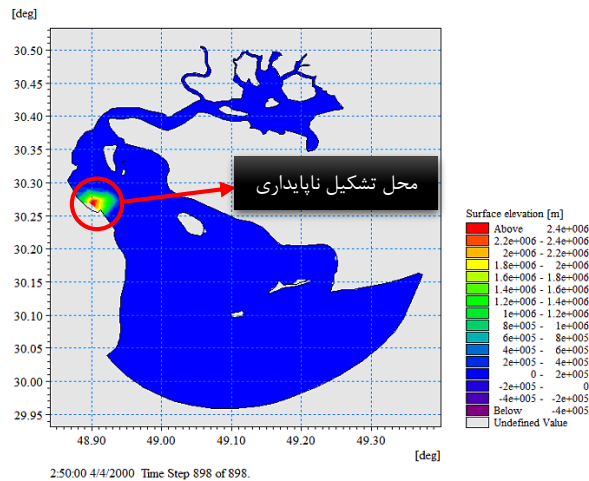 [deg]
30.50
30.45
30.40
30.35
30.30
30.25
30.20
30.15
30.10
30.05
30.00
29.95
48.90 49.00 49.10 49.20 49.30
[deg]
محل تشکیل ناپایداری
Surface elevation [m]
Above 2.4e+006
2.2e+006 - 2.4e+006
2e+006 - 2.2e+006
1.8e+006 - 2e+006
1.6e+006 - 1.8e+006
1.4e+006 - 1.6e+006
1.2e+006 - 1.4e+006
1e+006 - 1.2e+006
8e+005 - 1e+006
6e+005 - 8e+005
4e+005 - 6e+005
2e+005 - 4e+005
0 - 2e+005
-2e+005 - 0
-4e+005 - -2e+005
Below -4e+005
Undefined Value
2:50:00 4/4/2000 Time Step 898 of 898.